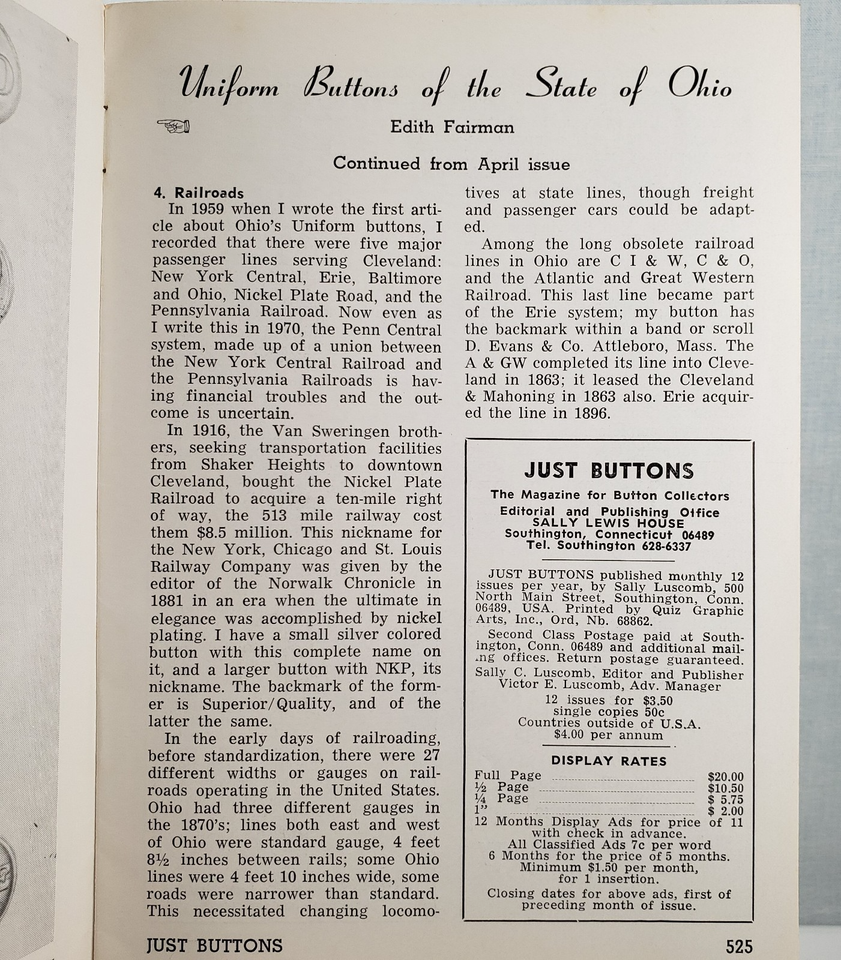 Uniform Buttons of the State of Ohio
Edith Fairman
Continued from April issue
4. Railroads
In 1959 when I wrote the first arti-
cle about Ohio's Uniform buttons, I
recorded that there were five major
passenger lines serving Cleveland:
New York Central, Erie, Baltimore
and Ohio, Nickel Plate Road, and the
Pennsylvania Railroad. Now even as
I write this in 1970, the Penn Central
system, made up of a union between
the New York Central Railroad and
the Pennsylvania Railroads is hav-
ing financial troubles and the out-
come is uncertain.
In 1916, the Van Sweringen broth-
ers, seeking transportation facilities
from Shaker Heights to downtown
Cleveland, bought the Nickel Plate
Railroad to acquire a ten-mile right
of way, the 513 mile railway cost
them $8.5 million. This nickname for
the New York, Chicago and St. Louis
Railway Company was given by the
editor of the Norwalk Chronicle in
1881 in an era when the ultimate in
elegance was accomplished by nickel
plating. I have a small silver colored
button with this complete name on
it, and a larger button with NKP, its
nickname. The backmark of the form-
er is Superior/Quality, and of the
latter the same.
In the early days of railroading,
before standardization, there were 27
different widths or gauges on rail-
roads operating in the United States.
Ohio had three different gauges in
the 1870's; lines both east and west
of Ohio were standard gauge, 4 feet
8½ inches between rails; some Ohio
lines were 4 feet 10 inches wide, some
roads were narrower than standard.
This necessitated changing locomo-
tives at state lines, though freight
and passenger cars could be adapt-
ed.
Among the long obsolete railroad
lines in Ohio are C I & W, C & O,
and the Atlantic and Great Western
Railroad. This last line became part
of the Erie system; my button has
the backmark within a band or scroll
D. Evans & Co. Attleboro, Mass. The
A & GW completed its line into Cleve-
land in 1863; it leased the Cleveland
& Mahoning in 1863 also. Erie acquir-
ed the line in 1896.
JUST BUTTONS
The Magazine for Button Collectors
Editorial and Publishing Office
SALLY LEWIS HOUSE
Southington, Connecticut 06489
Tel. Southington 628-6337
JUST BUTTONS published monthly 12
issues per year, by Sally Luscomb, 500
North Main Street, Southington, Conn.
06489, USA. Printed by Quiz Graphic
Arts, Inc., Ord, Nb. 68862.
Second Class Postage paid at South-
ington, Conn. 06489 and additional mail-
ing offices. Return postage guaranteed.
Sally C. Luscomb, Editor and Publisher
Victor E. Luscomb, Adv. Manager
12 issues for $3.50
single copies 50c
Countries outside of U.S.A.
$4.00 per annum
DISPLAY RATES
Full Page $20.00
½ Page $10.50
¼ Page $ 5.75
1" $ 2.00
12 Months Display Ads for price of 11
with check in advance.
All Classified Ads 7c per word
6 Months for the price of 5 months.
Minimum $1.50 per month,
for 1 insertion.
Closing dates for above ads, first of
preceding month of issue.
JUST BUTTONS 525